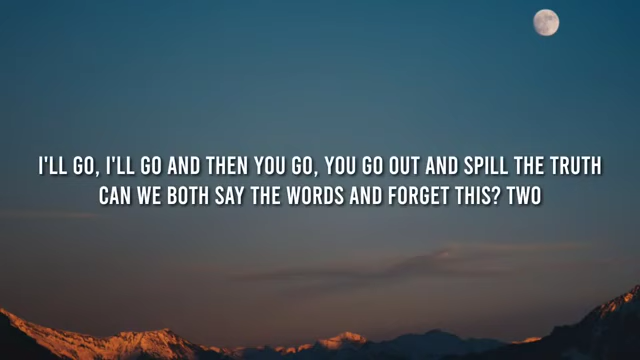 I'LL GO, I'LL GO AND THEN YOU GO, YOU GO OUT AND SPILL THE TRUTH
CAN WE BOTH SAY THE WORDS AND FORGET THIS? TWO